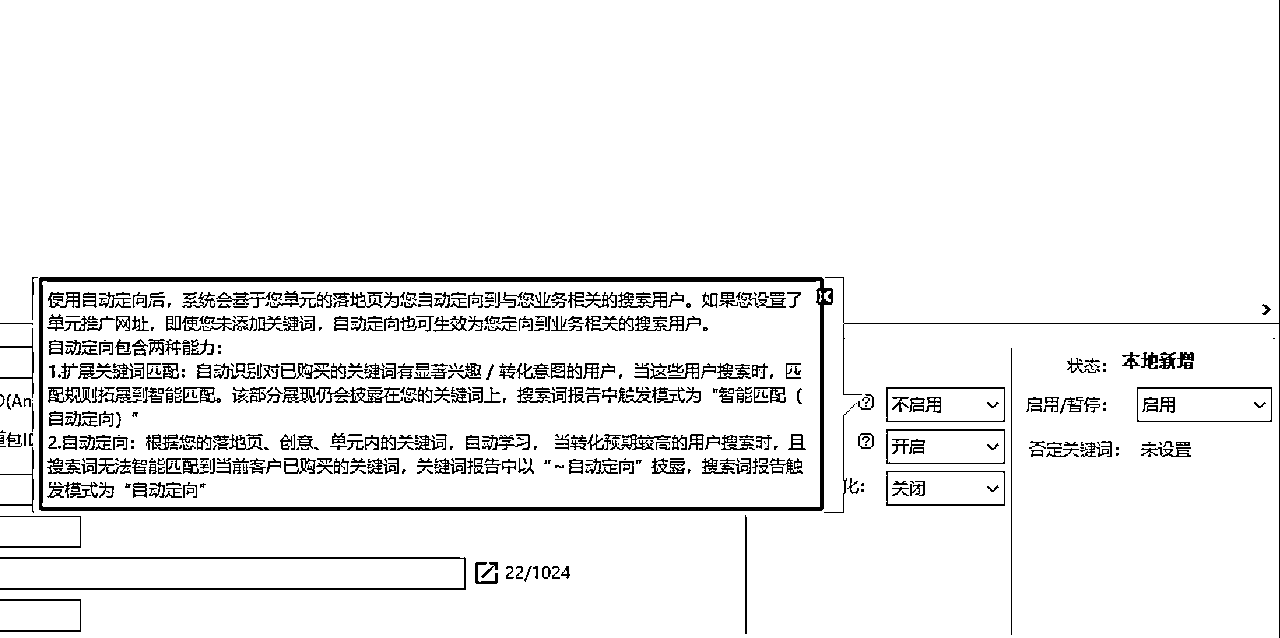 使用自动定向后，系统会基于您单元的落地页为您自动定向到与您业务相关的搜索用户。如果您设置了
单元推广网址，即使您未添加关键词，自动定向也可生效为您定向到业务相关的搜索用户。
自动定向包含两种能力：
1.扩展关键词匹配：自动识别对已购买的关键词有显著兴趣 / 转化意图的用户，当这些用户搜索时，匹
配规则拓展到智能匹配。该部分展现仍会披露在您的关键词上，搜索词报告中触发模式为 “智能匹配（
自动定向）”
2.自动定向：根据您的落地页、创意、单元内的关键词，自动学习， 当转化预期较高的用户搜索时，且
搜索词无法智能匹配到当前客户已购买的关键词，关键词报告中以 “~自动定向” 披露，搜索词报告触
发模式为 “自动定向”
状态： 本地新增
(An
不启用
启用/暂停： 启用
包ID
开启
否定关键词： 未设置
化： 关闭
22/1024